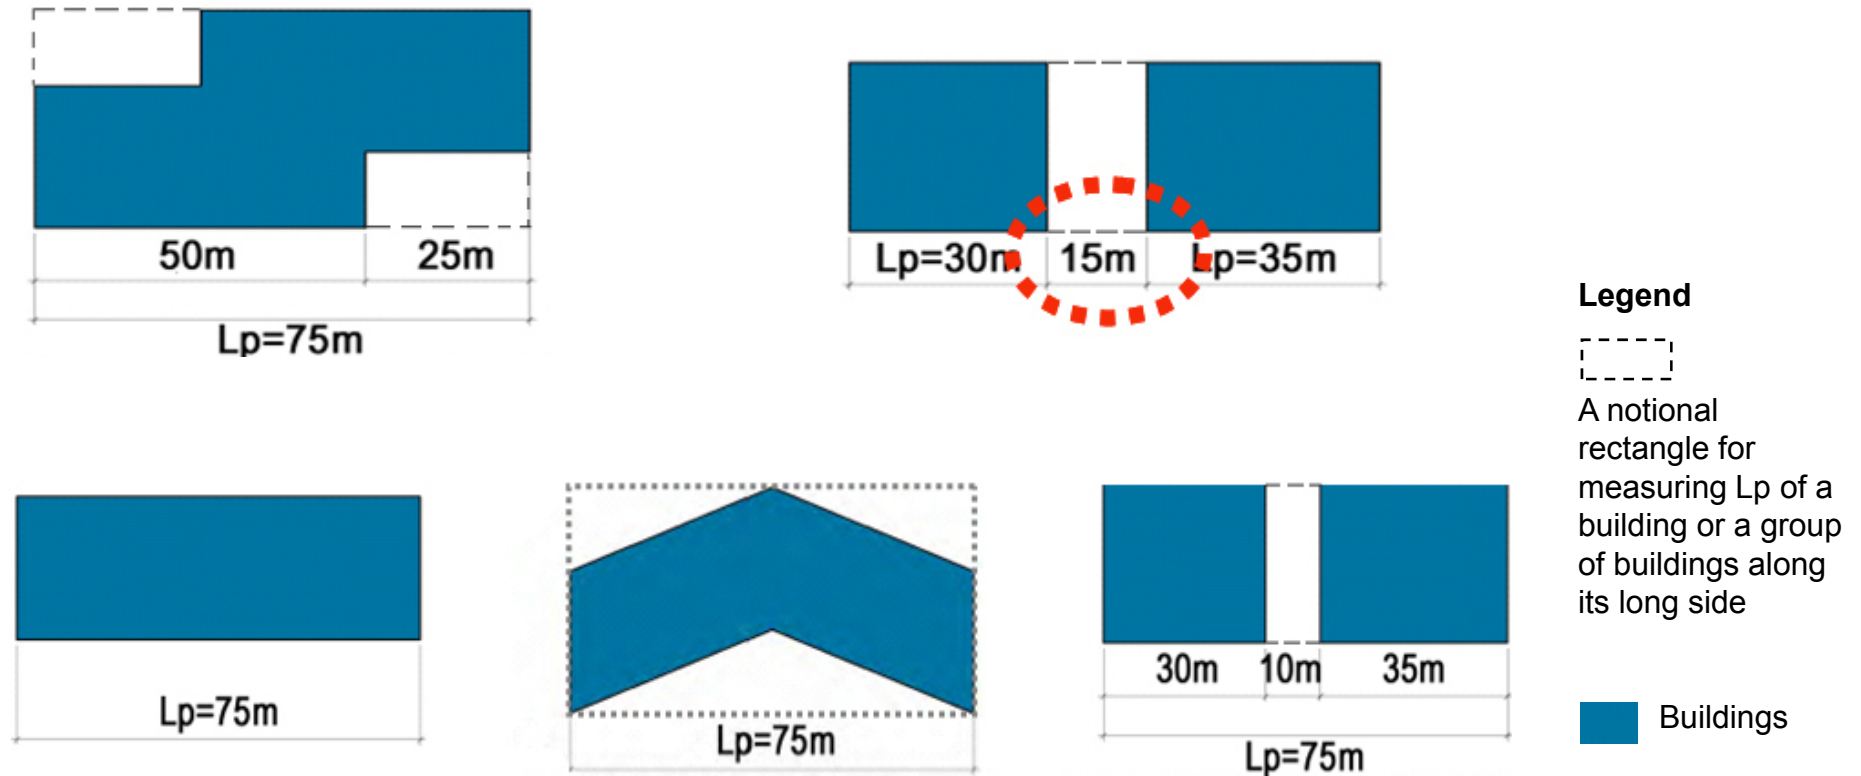 50m
25m
Lp=75m
Lp=30m
15m
Lp=35m
Legend
A notional
rectangle for
measuring Lp of a
building or a group
of buildings along
its long side
Buildings
Lp=75m
Lp=75m
30m
10m
35m
Lp=75m